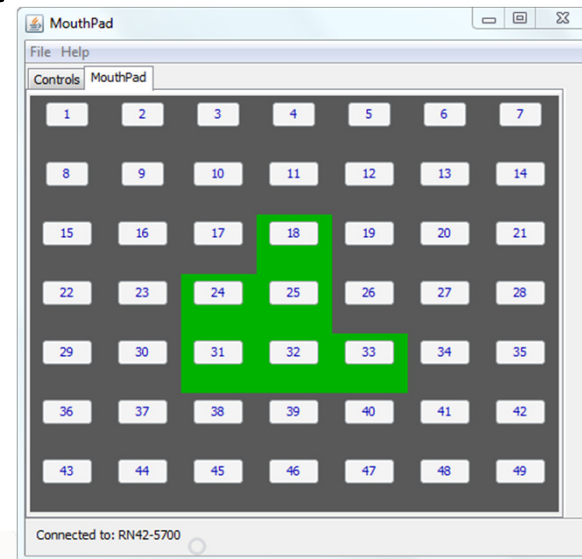 MouthPad
File Help
Controls MouthPad
1 2 3 4 5 6 7
8 9 10 11 12 13 14
15 16 17 18 19 20 21
22 23 24 25 26 27 28
29 30 31 32 33 34 35
36 37 38 39 40 41 42
43 44 45 46 47 48 49
Connected to: RN42-5700